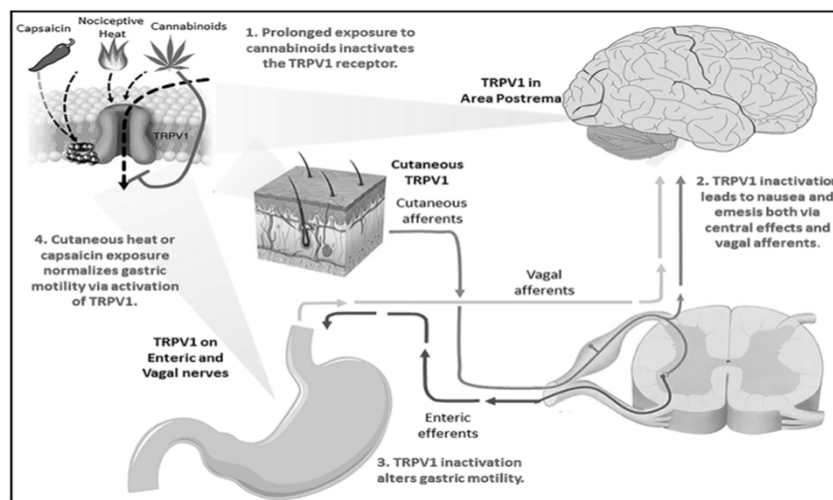 Capsaicin
Nociceptive
Heat
Cannabinoids
TRPV1
1. Prolonged exposure to
cannabinoids inactivates
the TRPV1 receptor.
TRPV1 in
Area Postrema
Cutaneous
TRPV1
Cutaneous
afferents
2. TRPV1 inactivation
leads to nausea and
emesis both via
central effects and
vagal afferents.
4. Cutaneous heat or
capsaicin exposure
normalizes gastric
motility via activation
of TRPV1.
Vagal
afferents
TRPV1 on
Enteric and
Vagal nerves
Enteric
efferents
3. TRPV1 inactivation
alters gastric motility.